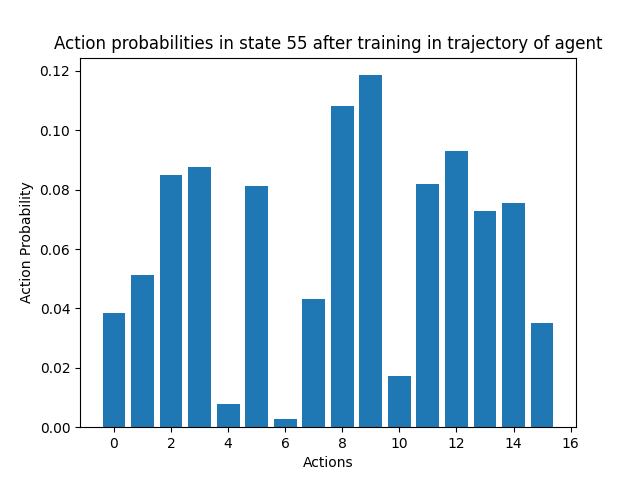 Action probabilities in state 55 after training in trajectory of agent
0.12
0.10
0.08
0.06
0.04
0.02
0.00
Action Probability
0 2 4 6 8 10 12 14 16
Actions